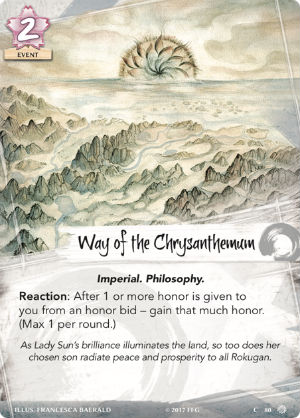 2
EVENT
Way of the Chrysanthemum
Imperial. Philosophy.
Reaction: After 1 or more honor is given to
you from an honor bid – gain that much honor.
(Max 1 per round.)
As Lady Sun's brilliance illuminates the land, so too does her
chosen son radiate peace and prosperity to all Rokugan.
ILLUS. FRANCESCA BAERALD © 2017 FFG C 80